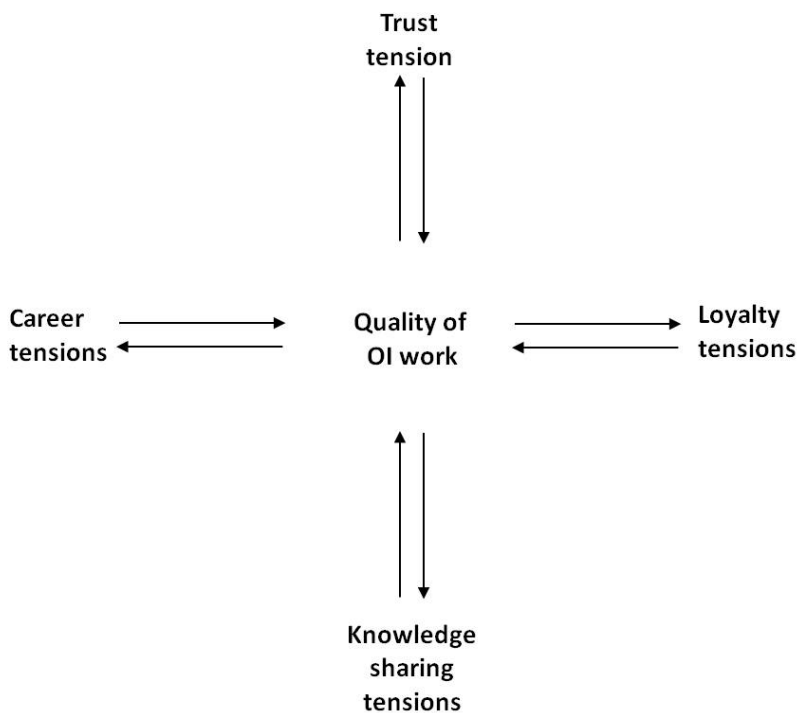 Trust
tension
Career
tensions
Quality of
OI work
Loyalty
tensions
Knowledge
sharing
tensions